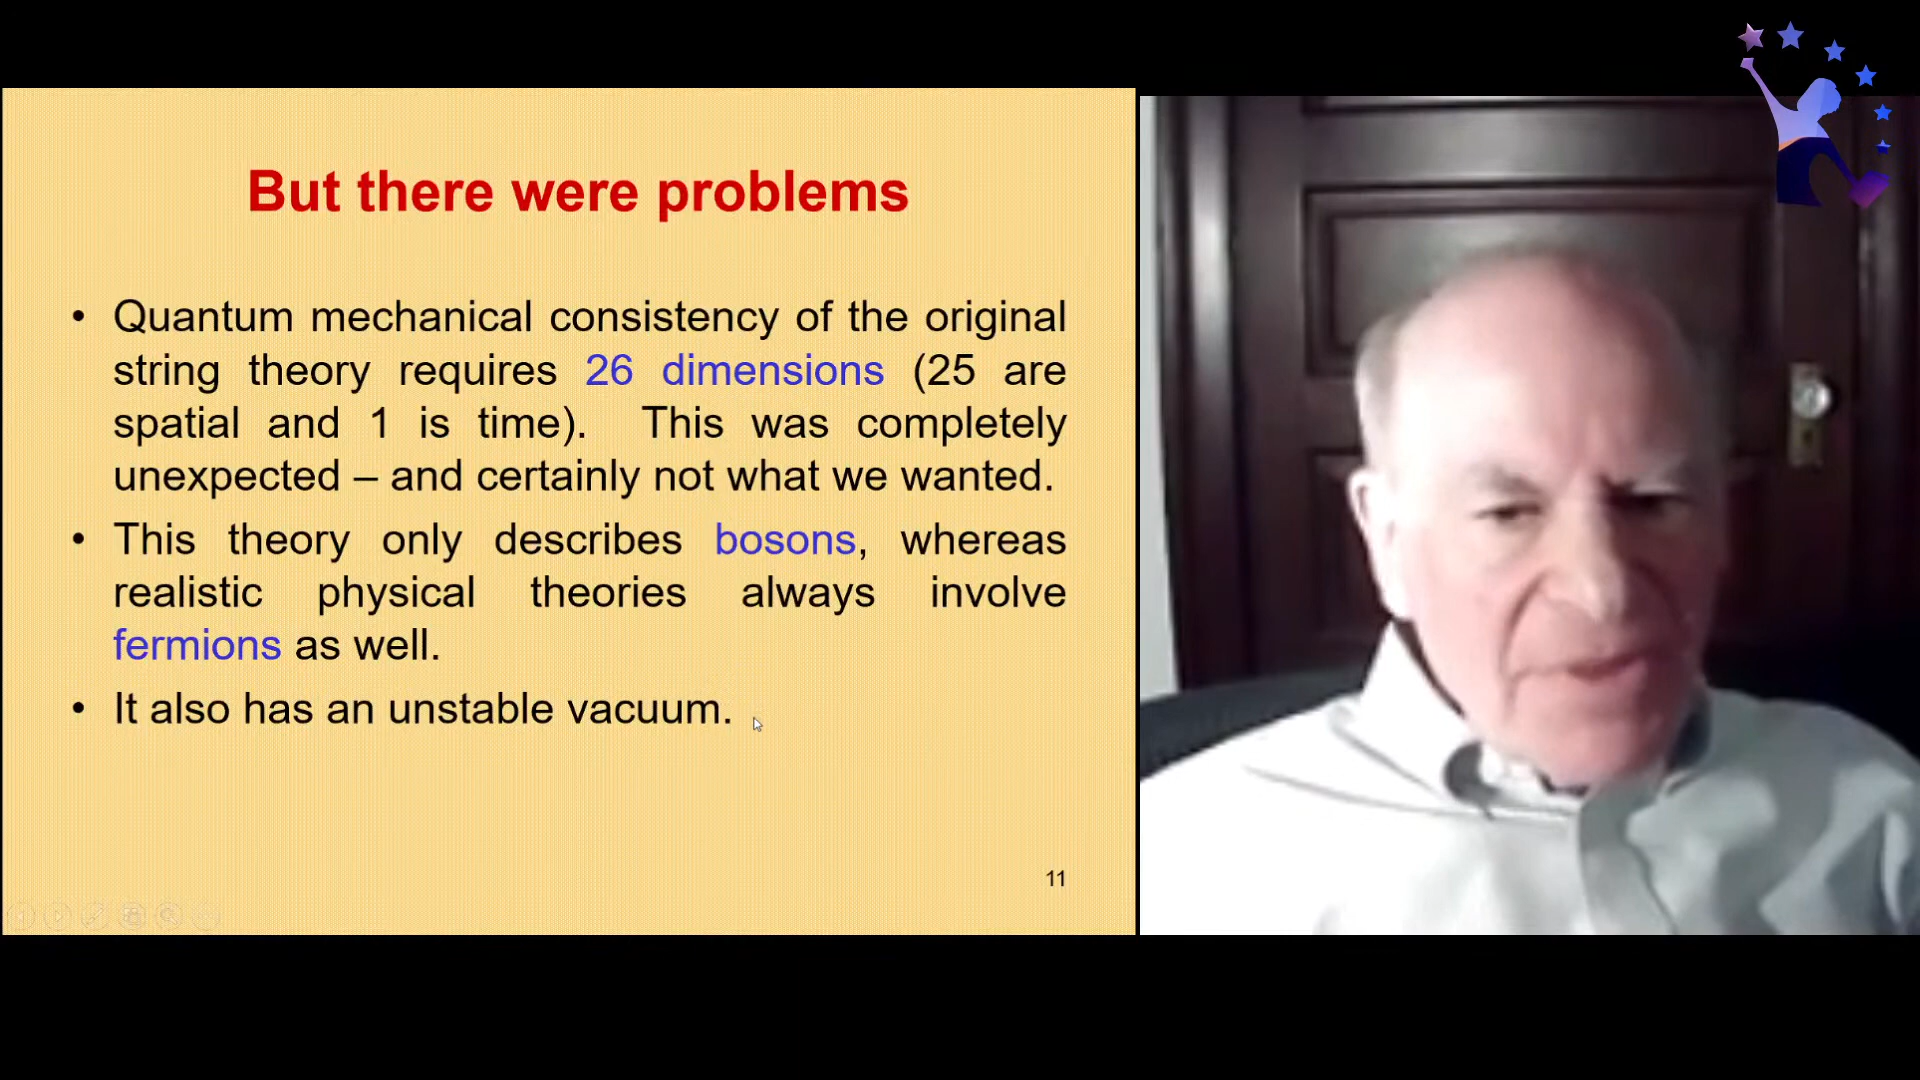 But there were problems
• Quantum mechanical consistency of the original
string theory requires 26 dimensions (25 are
spatial and 1 is time). This was completely
unexpected – and certainly not what we wanted.
• This theory only describes bosons, whereas
realistic physical theories always involve
fermions as well.
• It also has an unstable vacuum.
11